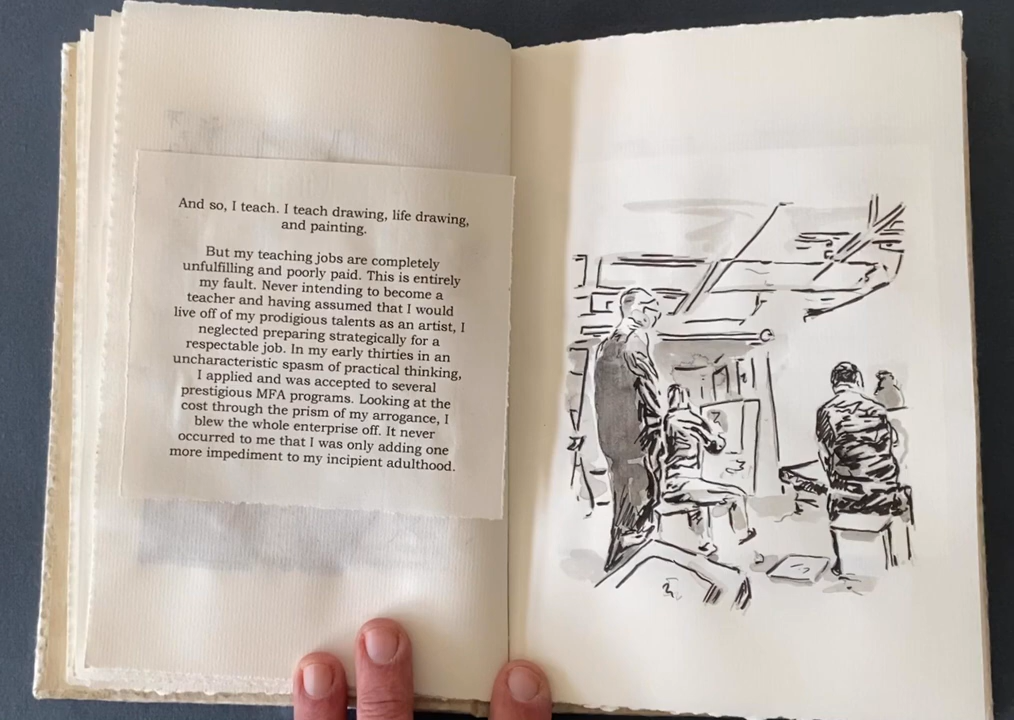 And so, I teach. I teach drawing, life drawing,
and painting.
But my teaching jobs are completely
unfulfilling and poorly paid. This is entirely
my fault. Never intending to become a
teacher and having assumed that I would
live off of my prodigious talents as an artist, I
neglected preparing strategically for a
respectable job. In my early thirties in an
uncharacteristic spasm of practical thinking,
I applied and was accepted to several
prestigious MFA programs. Looking at the
cost through the prism of my arrogance, I
blew the whole enterprise off. It never
occurred to me that I was only adding one
more impediment to my incipient adulthood.